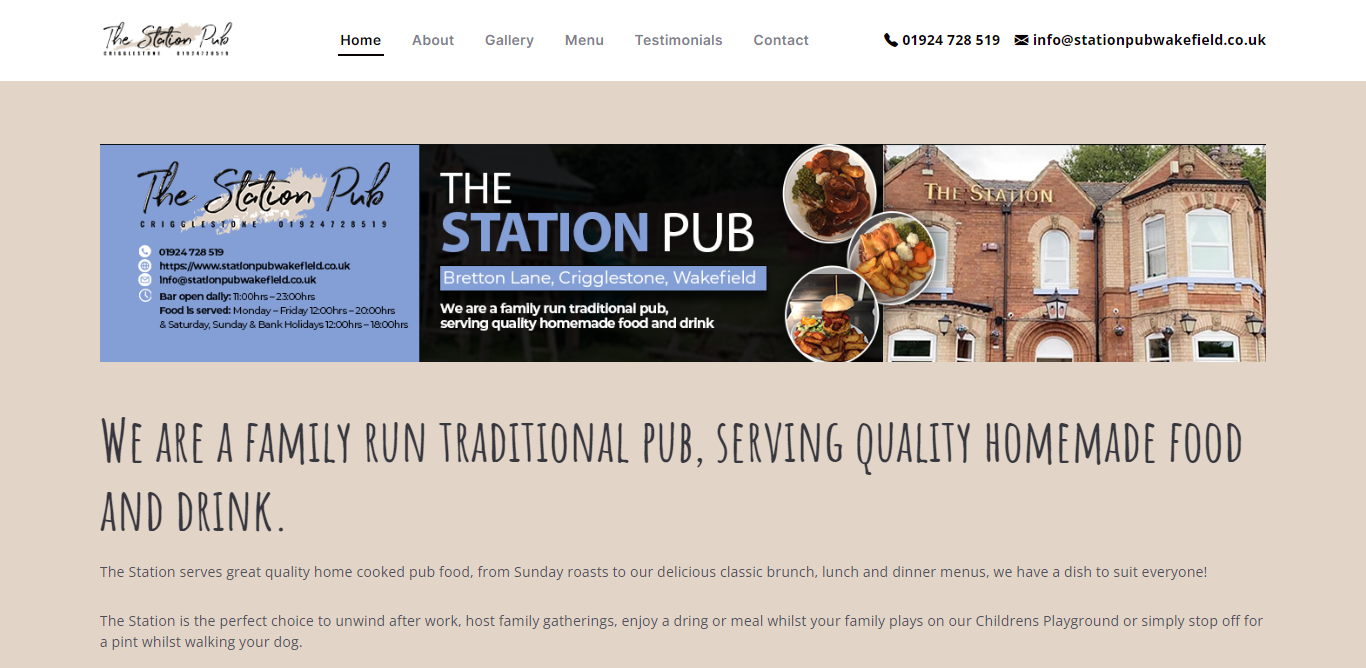 The Station Pub
CRIGGLESTONE 01924728519
Home About Gallery Menu Testimonials Contact
01924 728 519 info@stationpubwakefield.co.uk
The Station Pub
CRIGGLESTONE 01924728519
01924 728 519
https://www.stationpubwakefield.co.uk
info@stationpubwakefield.co.uk
Bar open daily: 11:00hrs – 23:00hrs
Food is served: Monday – Friday 12:00hrs – 20:00hrs
& Saturday, Sunday & Bank Holidays 12:00hrs – 18:00hrs
THE
STATION PUB
Bretton Lane, Crigglestone, Wakefield
We are a family run traditional pub,
serving quality homemade food and drink
THE STATION
We are a family run traditional pub, serving quality homemade food
and drink.
The Station serves great quality home cooked pub food, from Sunday roasts to our delicious classic brunch, lunch and dinner menus, we have a dish to suit everyone!
The Station is the perfect choice to unwind after work, host family gatherings, enjoy a dring or meal whilst your family plays on our Childrens Playground or simply stop off for
a pint whilst walking your dog.